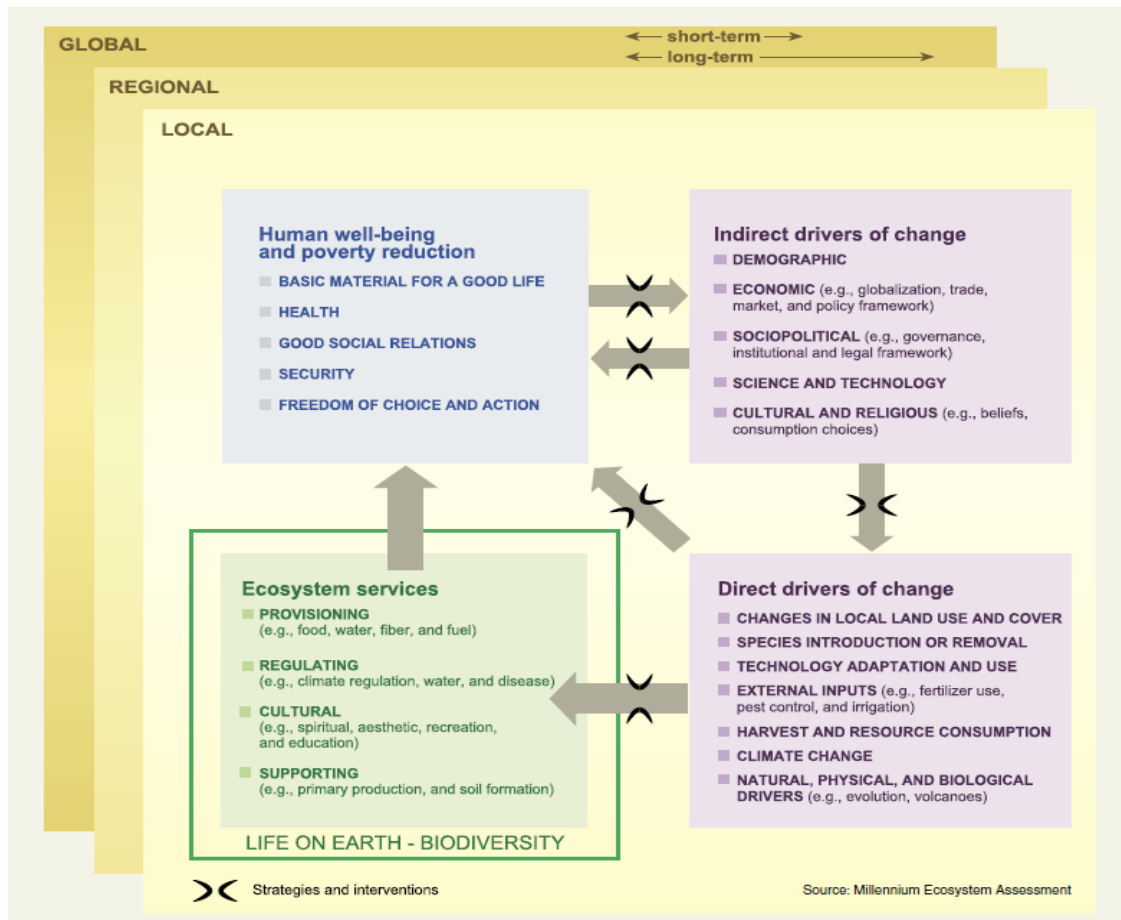 GLOBAL
short-term
long-term
REGIONAL
LOCAL
Human well-being
and poverty reduction
BASIC MATERIAL FOR A GOOD LIFE
HEALTH
GOOD SOCIAL RELATIONS
SECURITY
FREEDOM OF CHOICE AND ACTION
Indirect drivers of change
DEMOGRAPHIC
ECONOMIC (e.g., globalization, trade,
market, and policy framework)
SOCIOPOLITICAL (e.g., governance,
institutional and legal framework)
SCIENCE AND TECHNOLOGY
CULTURAL AND RELIGIOUS (e.g., beliefs,
consumption choices)
Ecosystem services
PROVISIONING
(e.g., food, water, fiber, and fuel)
REGULATING
(e.g., climate regulation, water, and disease)
CULTURAL
(e.g., spiritual, aesthetic, recreation,
and education)
SUPPORTING
(e.g., primary production, and soil formation)
LIFE ON EARTH - BIODIVERSITY
Direct drivers of change
CHANGES IN LOCAL LAND USE AND COVER
SPECIES INTRODUCTION OR REMOVAL
TECHNOLOGY ADAPTATION AND USE
EXTERNAL INPUTS (e.g., fertilizer use,
pest control, and irrigation)
HARVEST AND RESOURCE CONSUMPTION
CLIMATE CHANGE
NATURAL, PHYSICAL, AND BIOLOGICAL
DRIVERS (e.g., evolution, volcanoes)
Strategies and interventions
Source: Millennium Ecosystem Assessment